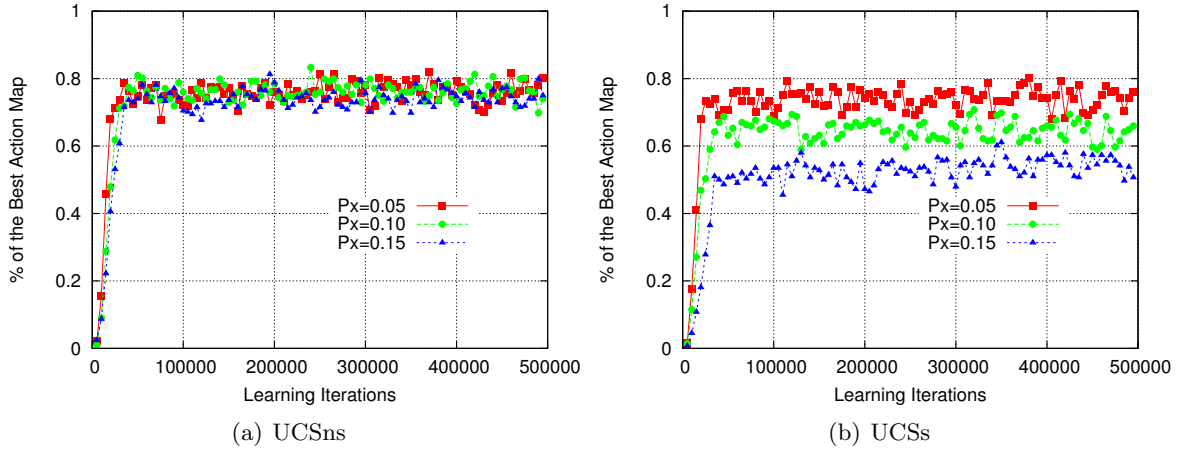 % of the Best Action Map
1
0.8
0.6
0.4
0.2
0
Px=0.05
Px=0.10
Px=0.15
0 100000 200000 300000 400000 500000
Learning Iterations
(a) UCSns
% of the Best Action Map
1
0.8
0.6
0.4
0.2
0
Px=0.05
Px=0.10
Px=0.15
0 100000 200000 300000 400000 500000
Learning Iterations
(b) UCSs